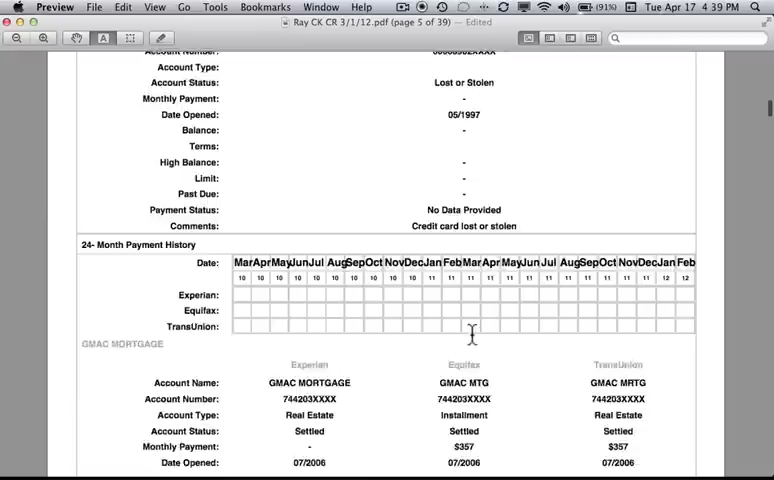 Preview File Edit View Go Tools Bookmarks Window Help (91%) Tue Apr 17 4:39 PM
Ray CK CR 3/1/12.pdf (page 5 of 39) — Edited
Account Number:
Account Type:
Account Status: Lost or Stolen
Monthly Payment: -
Date Opened: 05/1997
Balance: -
Terms:
High Balance: -
Limit: -
Past Due: -
Payment Status: No Data Provided
Comments: Credit card lost or stolen
24- Month Payment History
Date: Mar Apr May Jun Jul Aug Sep Oct Nov Dec Jan Feb Mar Apr May Jun Jul Aug Sep Oct Nov Dec Jan Feb
10 10 10 10 10 10 10 10 10 10 11 11 11 11 11 11 11 11 11 11 11 11 12 12
Experian:
Equifax:
TransUnion:
GMAC MORTGAGE
Experian Equifax TransUnion
Account Name: GMAC MORTGAGE GMAC MTG GMAC MRTG
Account Number: 744203XXXX 744203XXXX 744203XXXX
Account Type: Real Estate Installment Real Estate
Account Status: Settled Settled Settled
Monthly Payment: - $357 $357
Date Opened: 07/2006 07/2006 07/2006